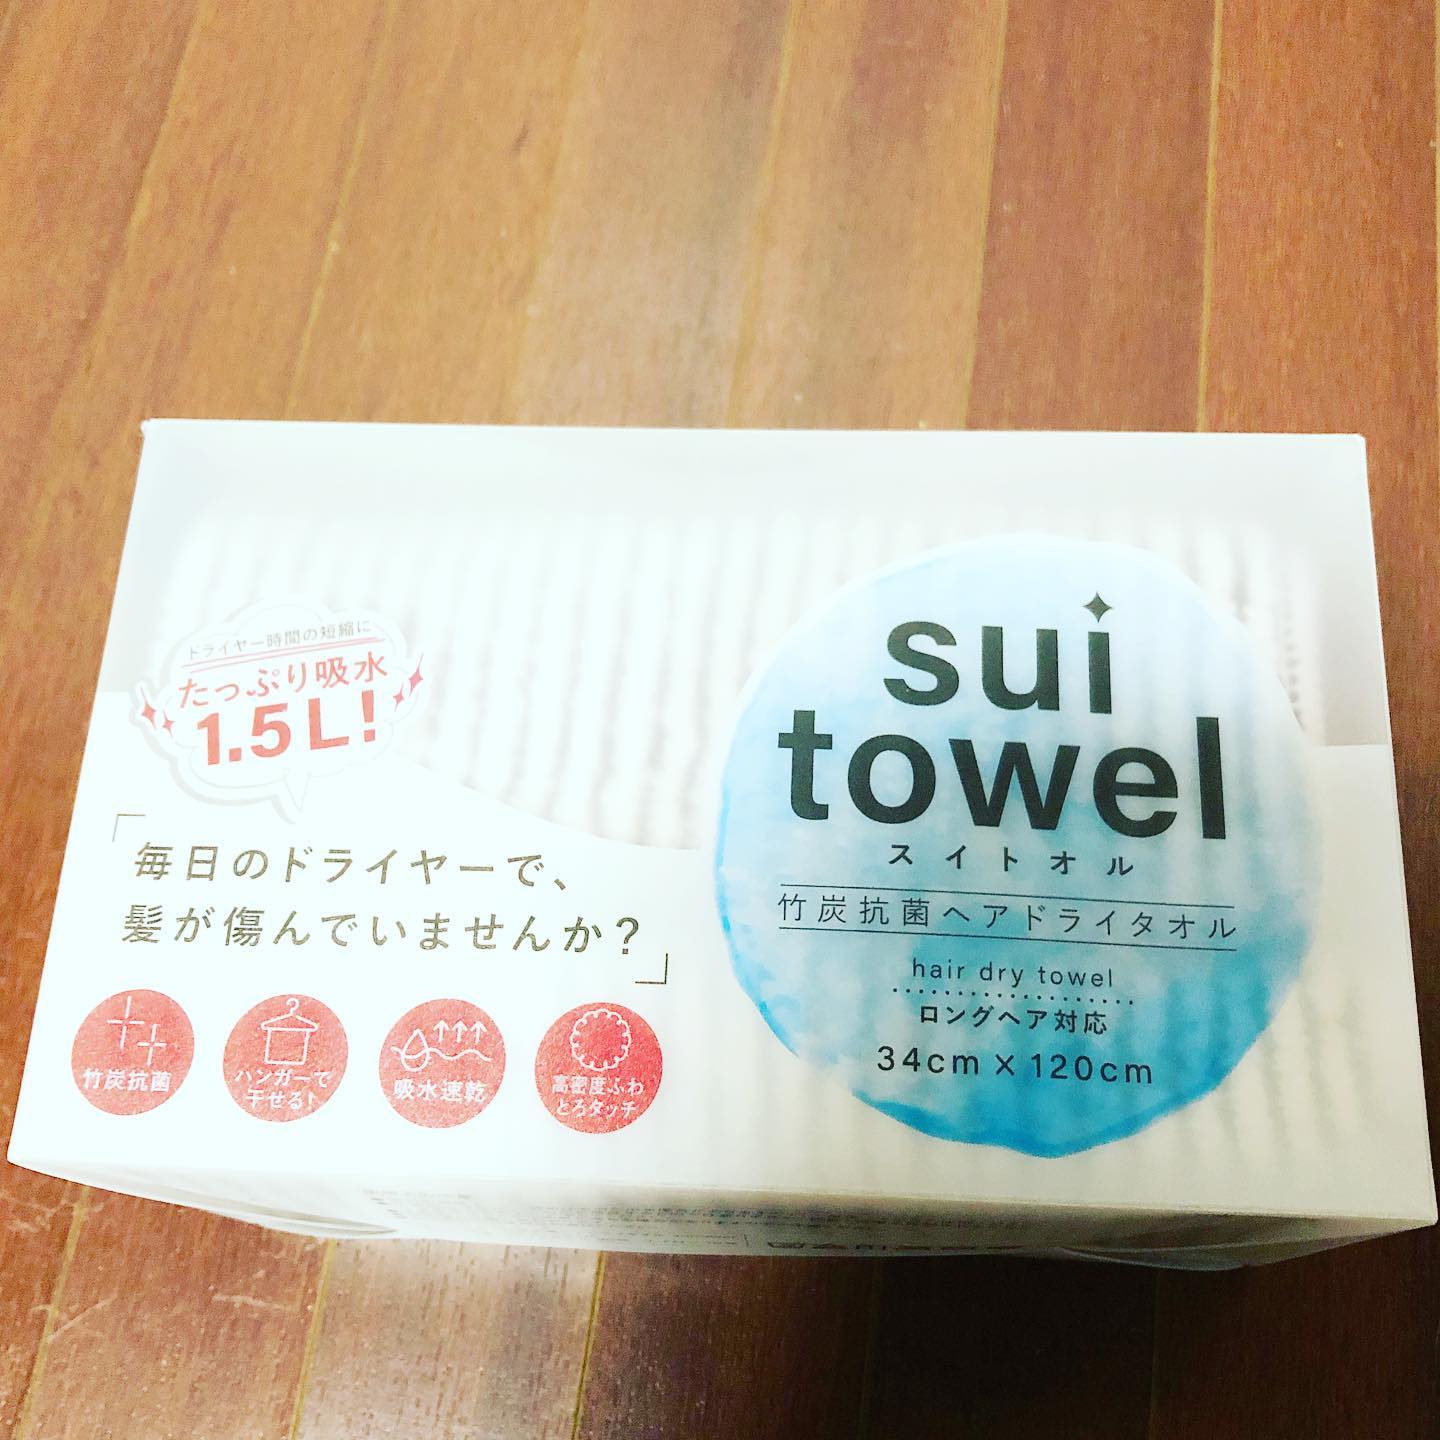 ドライヤー時間の短縮に
たっぷり吸水
1.5L!
「毎日のドライヤーで、
髪が傷んでいませんか?」
竹炭抗菌
ハンガーで
干せる!
吸水速乾
高密度ふわ
とろタッチ
sui
towel
スイトオル
竹炭抗菌ヘアドライタオル
hair dry towel
ロングヘア対応
34cm×120cm